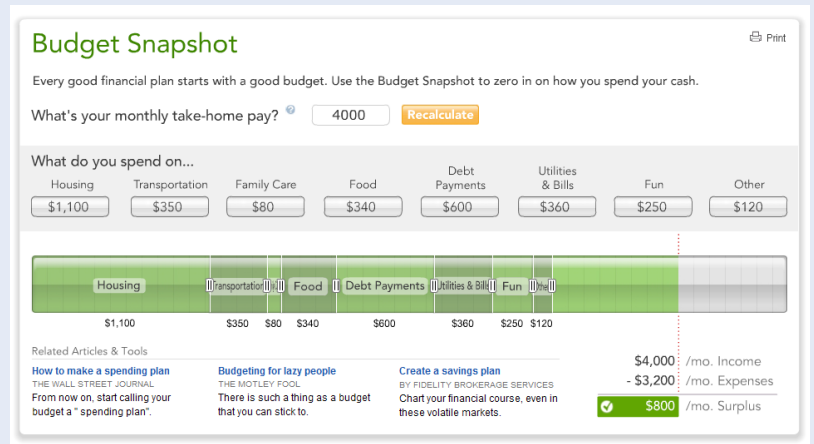 Budget Snapshot
Print
Every good financial plan starts with a good budget. Use the Budget Snapshot to zero in on how you spend your cash.
What's your monthly take-home pay? ? 4000 Recalculate
What do you spend on...
Housing Transportation Family Care Food Debt Payments Utilities & Bills Fun Other
$1,100 $350 $80 $340 $600 $360 $250 $120
Housing Transportation Food Debt Payments Utilities & Bills Fun
$1,100 $350 $80 $340 $600 $360 $250 $120
Related Articles & Tools
How to make a spending plan
THE WALL STREET JOURNAL
From now on, start calling your
budget a " spending plan".
Budgeting for lazy people
THE MOTLEY FOOL
There is such a thing as a budget
that you can stick to.
Create a savings plan
BY FIDELITY BROKERAGE SERVICES
Chart your financial course, even in
these volatile markets.
$4,000 /mo. Income
- $3,200 /mo. Expenses
$800 /mo. Surplus